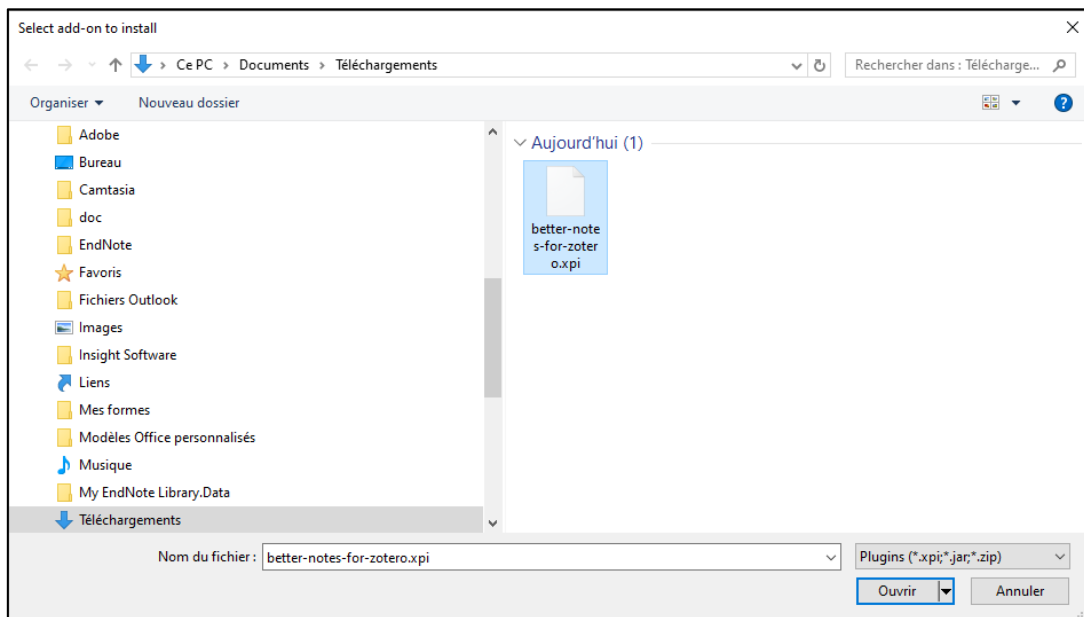 Select add-on to install
Ce PC > Documents > Téléchargements
Rechercher dans : Télécharge...
Organiser
Nouveau dossier
?
Adobe
Bureau
Camtasia
doc
EndNote
Favoris
Fichiers Outlook
Images
Insight Software
Liens
Mes formes
Modèles Office personnalisés
Musique
My EndNote Library.Data
Téléchargements
Aujourd'hui (1)
better-note
s-for-zoter
o.xpi
Nom du fichier : better-notes-for-zotero.xpi
Plugins (*.xpi;*.jar;*.zip)
Ouvrir
Annuler